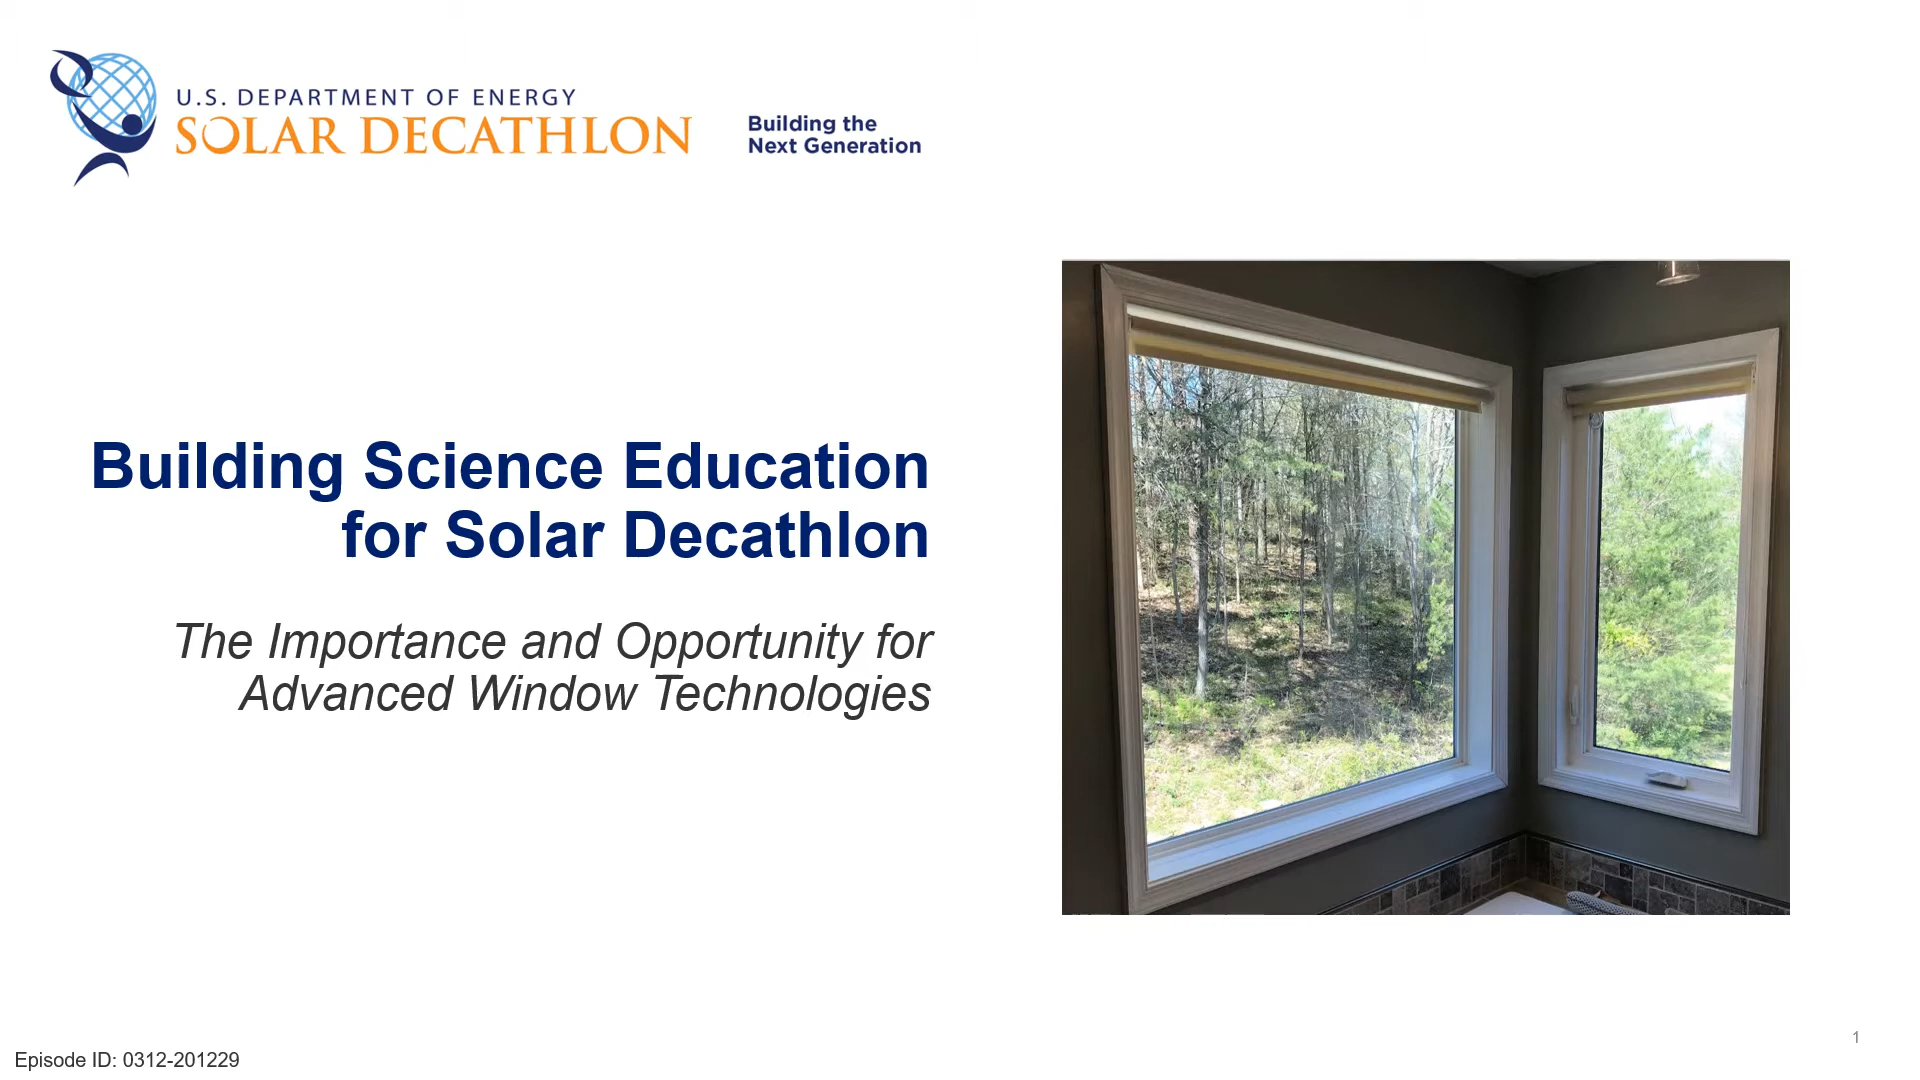 U.S. DEPARTMENT OF ENERGY
SOLAR DECATHLON
Building the
Next Generation
Building Science Education
for Solar Decathlon
The Importance and Opportunity for
Advanced Window Technologies
1
Episode ID: 0312-201229